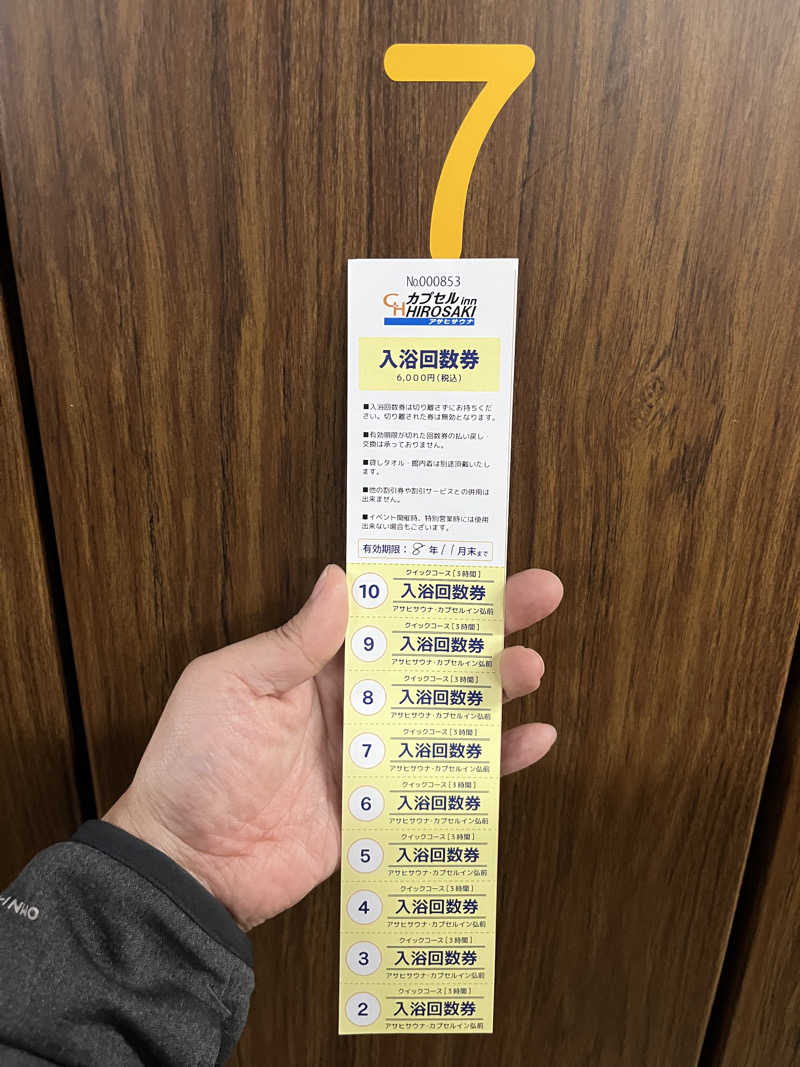 7
No.000853
CH カプセル inn
HIROSAKI
アサヒサウナ
入浴回数券
6,000円(税込)
■入浴回数券は切り離さずにお持ちくだ
さい。切り離された券は無効となります。
■有効期限が切れた回数券の払い戻し
交換は承っておりません。
■貸しタオル・館内着は別途頂戴いたし
ます。
■他の割引券や割引サービスとの併用は
出来ません。
■イベント開催時、特別営業時には使用
出来ない場合もございます。
有効期限: 8年11月末まで
クイックコース[3時間]
10 入浴回数券
アサヒサウナ・カプセルイン弘前
クイックコース[3時間]
9 入浴回数券
アサヒサウナ・カプセルイン弘前
クイックコース[3時間]
8 入浴回数券
アサヒサウナ・カプセルイン弘前
クイックコース[3時間]
7 入浴回数券
アサヒサウナ・カプセルイン弘前
クイックコース[3時間]
6 入浴回数券
アサヒサウナ・カプセルイン弘前
クイックコース[3時間]
5 入浴回数券
アサヒサウナ・カプセルイン弘前
クイックコース[3時間]
4 入浴回数券
アサヒサウナ・カプセルイン弘前
クイックコース[3時間]
3 入浴回数券
アサヒサウナ・カプセルイン弘前
クイックコース[3時間]
2 入浴回数券
アサヒサウナ・カプセルイン弘前